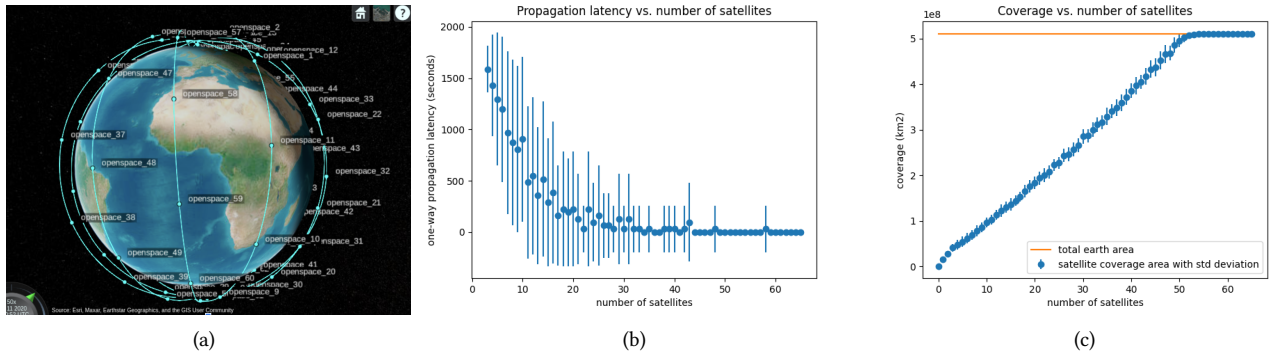 openspace_2
openspace_57
openspace_12
openspace_1
openspace_47
openspace_44
openspace_58
openspace_33
openspace_22
openspace_37
openspace_11
openspace_48
openspace_32
openspace_59
openspace_21
openspace_38
openspace_10
openspace_31
openspace_49
openspace_41
openspace_39
openspace_60
openspace_20
openspace_30
openspace_9
11 2020
Source: Esri, Maxar, Earthstar Geographics, and the GIS User Community
(a)
Propagation latency vs. number of satellites
one-way propagation latency (seconds)
2000
1500
1000
500
0
0 10 20 30 40 50 60
number of satellites
(b)
Coverage vs. number of satellites
1e8
coverage (km2)
5
4
3
2
1
0
total earth area
satellite coverage area with std deviation
0 10 20 30 40 50 60
number of satellites
(c)